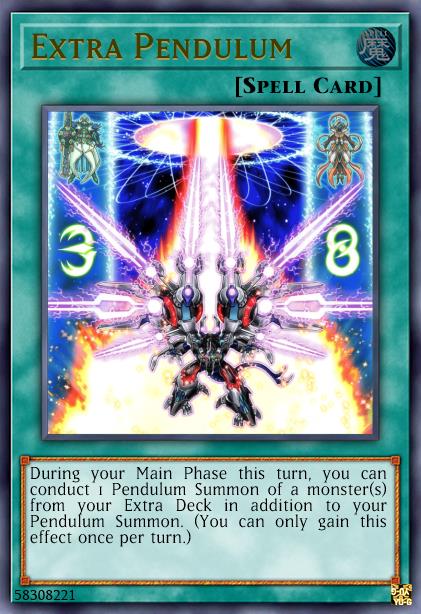 Extra Pendulum
魔
[Spell Card]
3 8
During your Main Phase this turn, you can
conduct 1 Pendulum Summon of a monster(s)
from your Extra Deck in addition to your
Pendulum Summon. (You can only gain this
effect once per turn.)
58308221